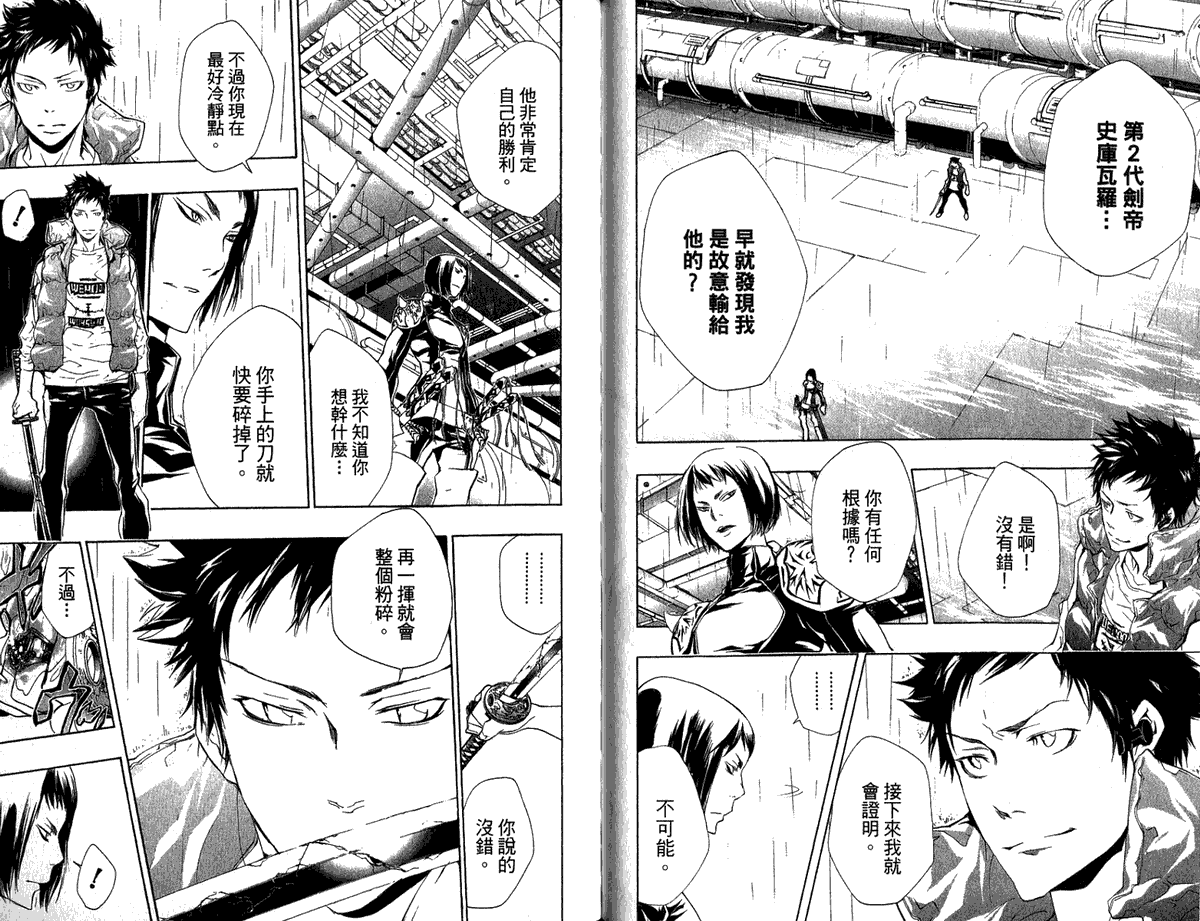 第2代劍帝
史庫瓦羅⋯
早就發現我
是故意輸給
他的？
是啊！
沒有錯！
你有任何
根據嗎？
接下來我就
會證明。
⋯⋯⋯
不可能。
他非常肯定
自己的勝利。
我不知道你
想幹什麼⋯
不過你現在
最好冷靜點。
你手上的刀就
快要碎掉了。
！
⋯⋯⋯
你說的
沒錯。
再一揮就會
整個粉碎。
不過⋯
！